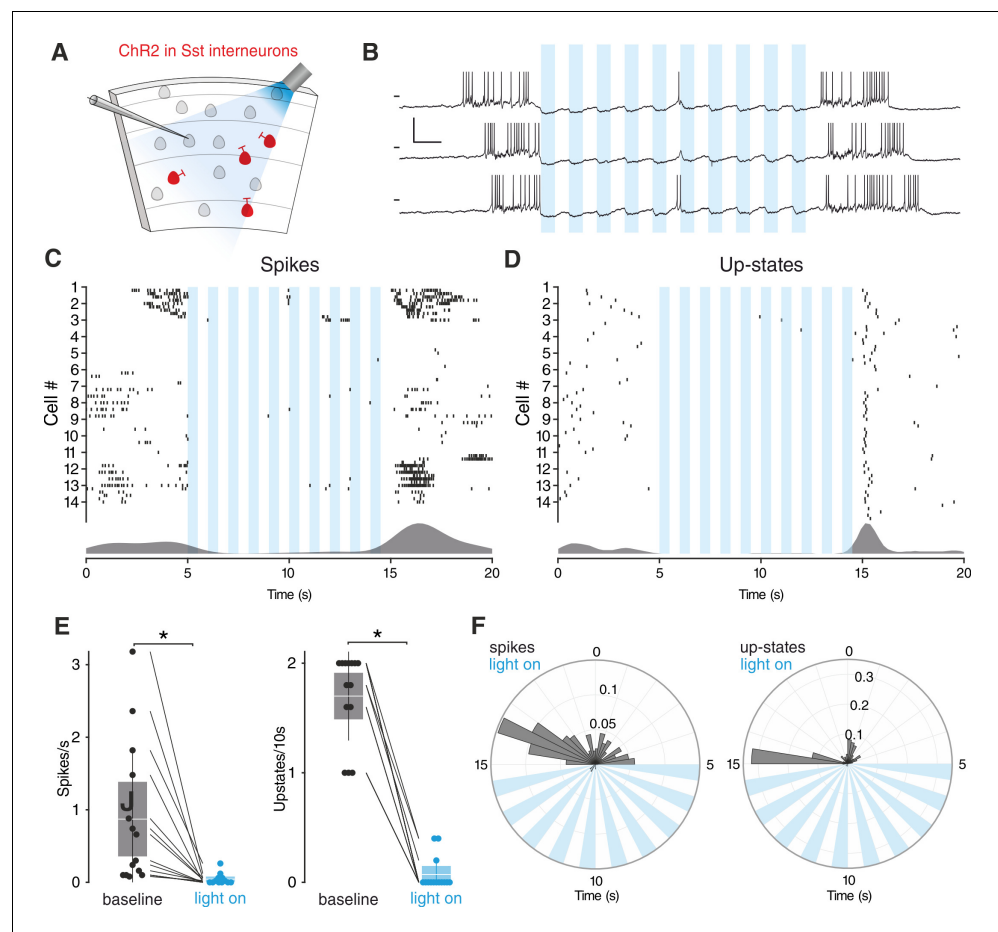 A
ChR2 in Sst interneurons
B
C
Spikes
Cell #
1
2
3
4
5
6
7
8
9
10
11
12
13
14
0 5 10 15 20
Time (s)
D
Up-states
Cell #
1
2
3
4
5
6
7
8
9
10
11
12
13
14
0 5 10 15 20
Time (s)
E
*
Spikes/s
3
2
1
0
J
baseline
light on
*
Upstates/10s
2
1
0
baseline
light on
F
spikes
light on
0
0.1
0.05
15
5
10
Time (s)
up-states
light on
0
0.3
0.2
0.1
15
5
10
Time (s)